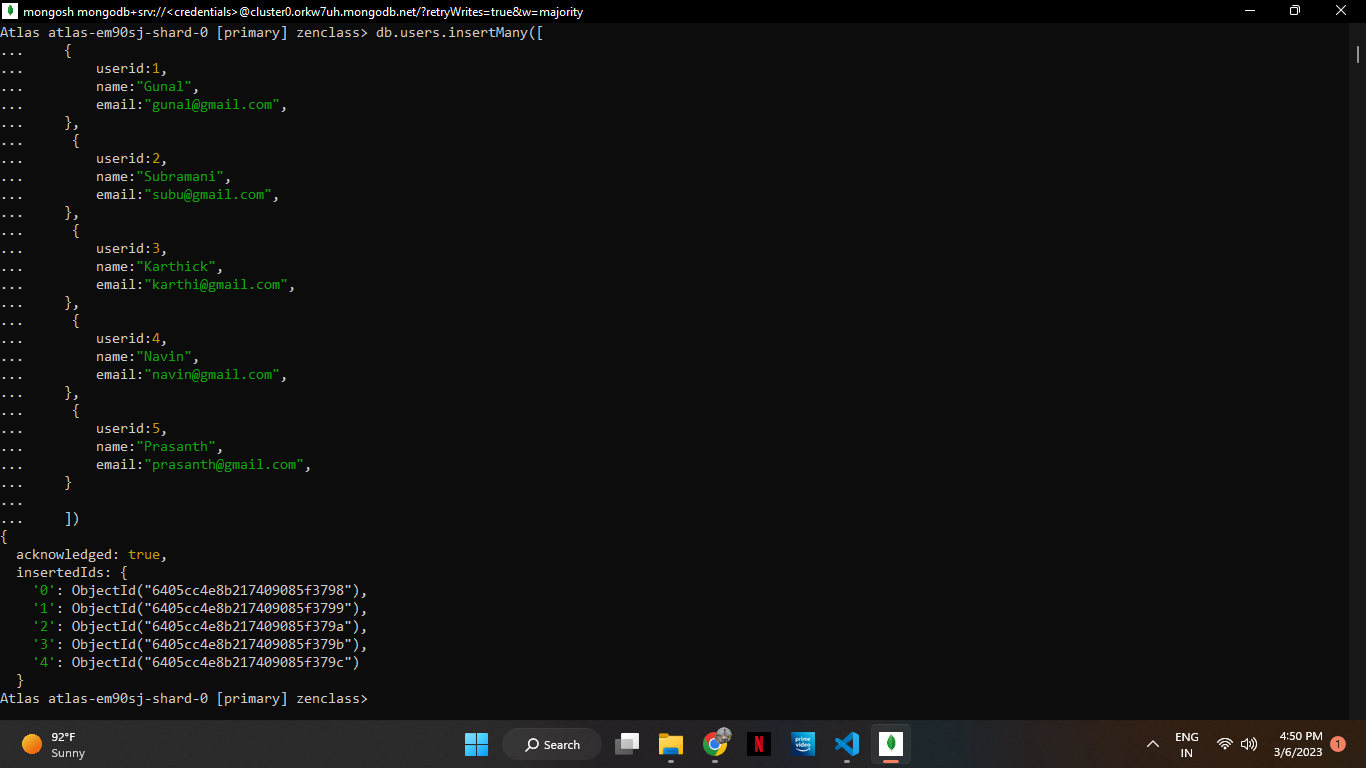 mongosh mongodb+srv://<credentials>@cluster0.orkw7uh.mongodb.net/?retryWrites=true&w=majority
Atlas atlas-em90sj-shard-0 [primary] zenclass> db.users.insertMany([
...     {
...         userid:1,
...         name:"Gunal",
...         email:"gunal@gmail.com",
...     },
...      {
...         userid:2,
...         name:"Subramani",
...         email:"subu@gmail.com",
...     },
...      {
...         userid:3,
...         name:"Karthick",
...         email:"karthi@gmail.com",
...     },
...      {
...         userid:4,
...         name:"Navin",
...         email:"navin@gmail.com",
...     },
...      {
...         userid:5,
...         name:"Prasanth",
...         email:"prasanth@gmail.com",
...     }
...
...     ])
{
  acknowledged: true,
  insertedIds: {
    '0': ObjectId("6405cc4e8b217409085f3798"),
    '1': ObjectId("6405cc4e8b217409085f3799"),
    '2': ObjectId("6405cc4e8b217409085f379a"),
    '3': ObjectId("6405cc4e8b217409085f379b"),
    '4': ObjectId("6405cc4e8b217409085f379c")
  }
Atlas atlas-em90sj-shard-0 [primary] zenclass>
92°F
Sunny
Search
N
prime
video
ENG
IN
4:50 PM
3/6/2023
1